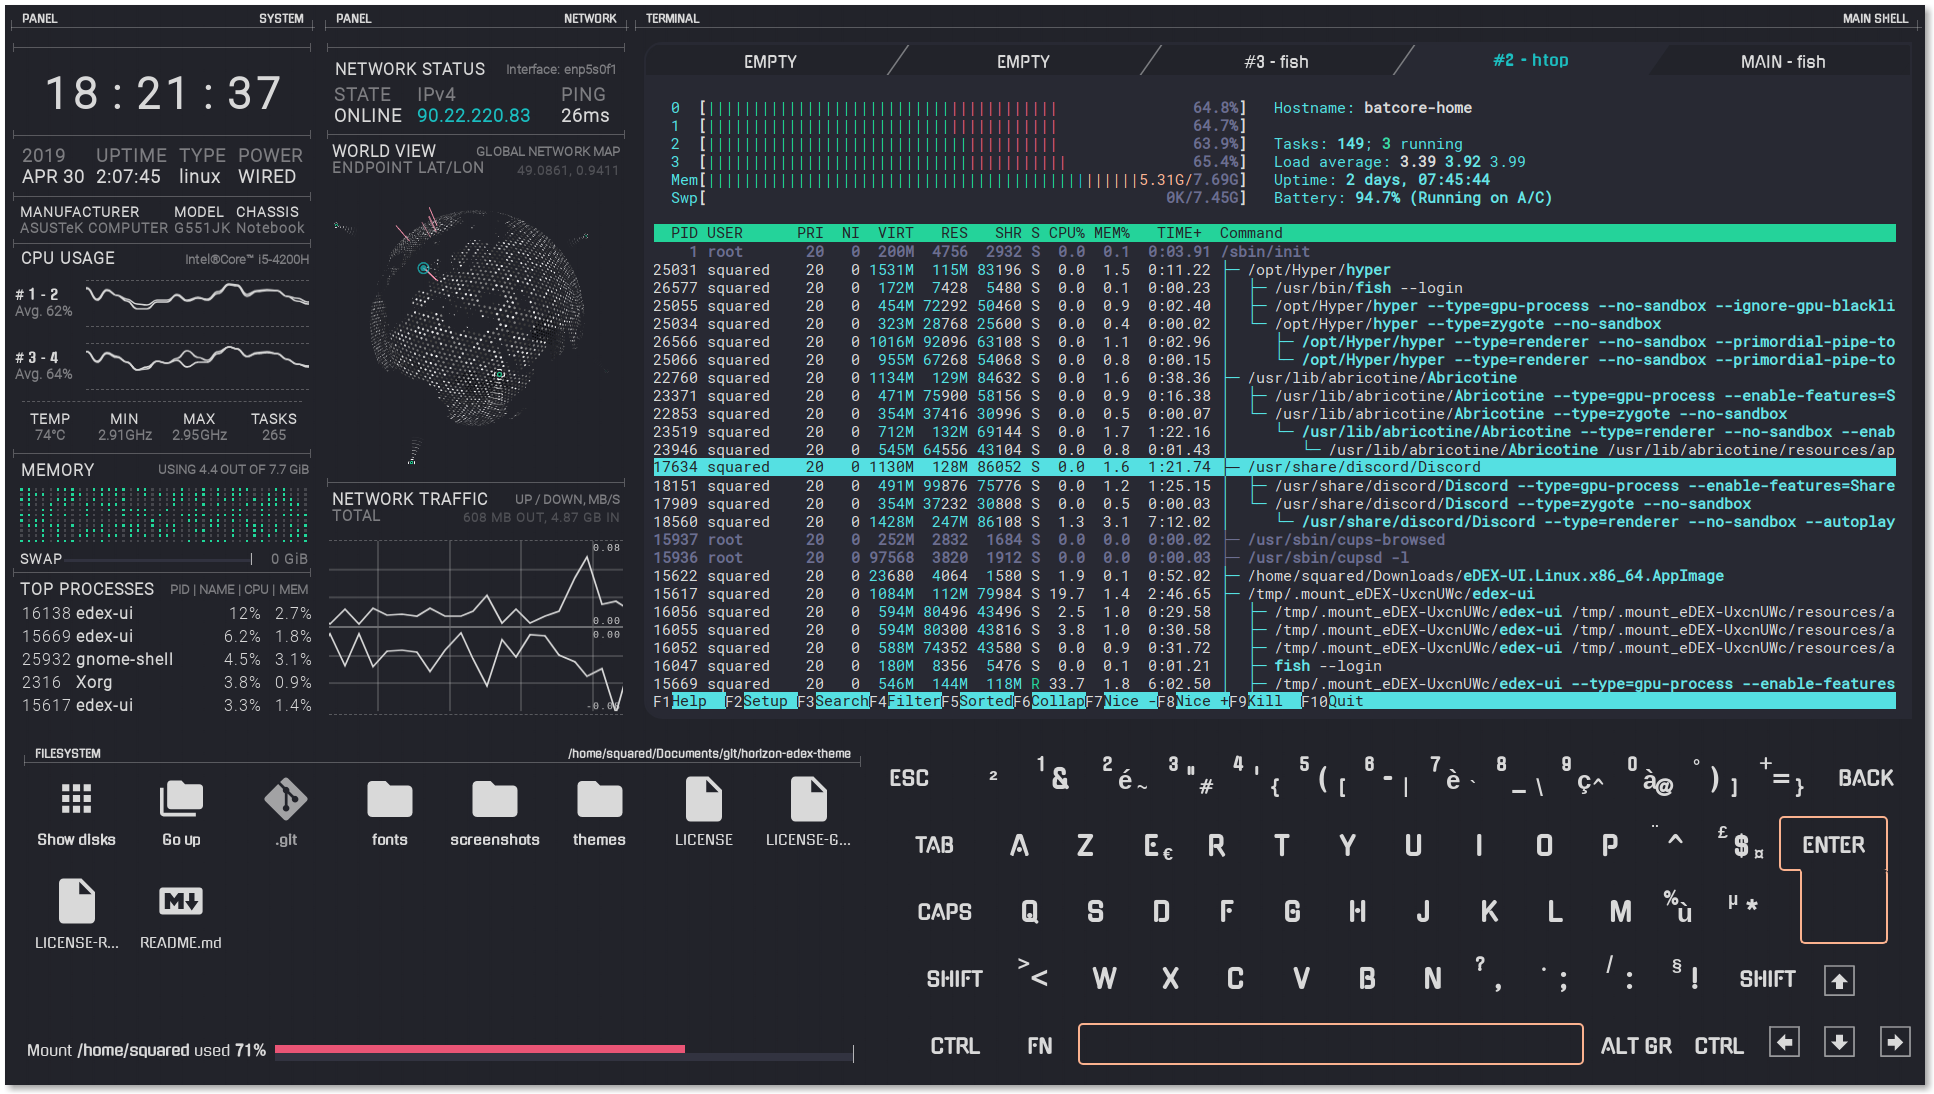 PANEL SYSTEM
18 : 21 : 37
2019 UPTIME TYPE POWER
APR 30 2:07:45 linux WIRED
MANUFACTURER MODEL CHASSIS
ASUSTeK COMPUTER G551JK Notebook
CPU USAGE Intel®Core™ i5-4200H
# 1 - 2
Avg. 62%
# 3 - 4
Avg. 64%
TEMP MIN MAX TASKS
74°C 2.91GHz 2.95GHz 265
MEMORY USING 4.4 OUT OF 7.7 GiB
SWAP 0 GiB
TOP PROCESSES PID | NAME | CPU | MEM
16138 edex-ui 12% 2.7%
15669 edex-ui 6.2% 1.8%
25932 gnome-shell 4.5% 3.1%
2316 Xorg 3.8% 0.9%
15617 edex-ui 3.3% 1.4%
PANEL NETWORK
NETWORK STATUS Interface: enp5s0f1
STATE IPv4 PING
ONLINE 90.22.220.83 26ms
WORLD VIEW GLOBAL NETWORK MAP
ENDPOINT LAT/LON 49.0861, 0.9411
NETWORK TRAFFIC UP / DOWN, MB/S
TOTAL 608 MB OUT, 4.87 GB IN
0.08
0.00
0.00
TERMINAL MAIN SHELL
EMPTY EMPTY #3 - fish #2 - htop MAIN - fish
0 [ 64.8%] Hostname: batcore-home
1 [ 64.7%]
2 [ 63.9%] Tasks: 149; 3 running
3 [ 65.4%] Load average: 3.39 3.92 3.99
Mem[ 5.31G/7.69G] Uptime: 2 days, 07:45:44
Swp[ 0K/7.45G] Battery: 94.7% (Running on A/C)
PID USER PRI NI VIRT RES SHR S CPU% MEM% TIME+ Command
1 root 20 0 200M 4756 2932 S 0.0 0.1 0:03.91 /sbin/init
25031 squared 20 0 1531M 115M 83196 S 0.0 1.5 0:11.22 /opt/Hyper/hyper
26577 squared 20 0 172M 7428 5480 S 0.0 0.1 0:00.23 /usr/bin/fish --login
25055 squared 20 0 454M 72292 50460 S 0.0 0.9 0:02.40 /opt/Hyper/hyper --type=gpu-process --no-sandbox --ignore-gpu-blackli
25034 squared 20 0 323M 28768 25600 S 0.0 0.4 0:00.02 /opt/Hyper/hyper --type=zygote --no-sandbox
26566 squared 20 0 1016M 92096 63108 S 0.0 1.1 0:02.96 /opt/Hyper/hyper --type=renderer --no-sandbox --primordial-pipe-to
25066 squared 20 0 955M 67268 54068 S 0.0 0.8 0:00.15 /opt/Hyper/hyper --type=renderer --no-sandbox --primordial-pipe-to
22760 squared 20 0 1134M 129M 84632 S 0.0 1.6 0:38.36 /usr/lib/abricotine/Abricotine
23371 squared 20 0 471M 75900 58156 S 0.0 0.9 0:16.38 /usr/lib/abricotine/Abricotine --type=gpu-process --enable-features=S
22853 squared 20 0 354M 37416 30996 S 0.0 0.5 0:00.07 /usr/lib/abricotine/Abricotine --type=zygote --no-sandbox
23519 squared 20 0 712M 132M 69144 S 0.0 1.7 1:22.16 /usr/lib/abricotine/Abricotine --type=renderer --no-sandbox --enab
23946 squared 20 0 545M 64556 43104 S 0.0 0.8 0:01.43 /usr/lib/abricotine/Abricotine /usr/lib/abricotine/resources/ap
17634 squared 20 0 1130M 128M 86052 S 0.0 1.6 1:21.74 /usr/share/discord/Discord
18151 squared 20 0 491M 99876 75776 S 0.0 1.2 1:25.15 /usr/share/discord/Discord --type=gpu-process --enable-features=Share
17909 squared 20 0 354M 37232 30808 S 0.0 0.5 0:00.03 /usr/share/discord/Discord --type=zygote --no-sandbox
18560 squared 20 0 1428M 247M 86108 S 1.3 3.1 7:12.02 /usr/share/discord/Discord --type=renderer --no-sandbox --autoplay
15937 root 20 0 252M 2832 1684 S 0.0 0.0 0:00.02 /usr/sbin/cups-browsed
15936 root 20 0 97568 3820 1912 S 0.0 0.0 0:00.03 /usr/sbin/cupsd -l
15622 squared 20 0 23680 4064 1580 S 1.9 0.1 0:52.02 /home/squared/Downloads/eDEX-UI.Linux.x86_64.AppImage
15617 squared 20 0 1084M 112M 79984 S 19.7 1.4 2:46.65 /tmp/.mount_eDEX-UxcnUWc/edex-ui
16056 squared 20 0 594M 80496 43496 S 2.5 1.0 0:29.58 /tmp/.mount_eDEX-UxcnUWc/edex-ui /tmp/.mount_eDEX-UxcnUWc/resources/a
16055 squared 20 0 594M 80300 43816 S 3.8 1.0 0:30.58 /tmp/.mount_eDEX-UxcnUWc/edex-ui /tmp/.mount_eDEX-UxcnUWc/resources/a
16052 squared 20 0 588M 74352 43580 S 0.0 0.9 0:31.72 /tmp/.mount_eDEX-UxcnUWc/edex-ui /tmp/.mount_eDEX-UxcnUWc/resources/a
16047 squared 20 0 180M 8356 5476 S 0.0 0.1 0:01.21 fish --login
15669 squared 20 0 546M 144M 118M R 33.7 1.8 6:02.50 /tmp/.mount_eDEX-UxcnUWc/edex-ui --type=gpu-process --enable-features
F1Help F2Setup F3SearchF4FilterF5SortedF6CollapF7Nice -F8Nice +F9Kill F10Quit
FILESYSTEM /home/squared/Documents/git/horizon-edex-theme
Show disks Go up .git fonts screenshots themes LICENSE LICENSE-G...
LICENSE-R... README.md
Mount /home/squared used 71%
ESC ² 1 & 2 é ~ 3 " # 4 ' { 5 ( [ 6 - | 7 è ` 8 _ \ 9 ç ^ 0 à @ ° ) ] + = } BACK
TAB A Z E € R T Y U I O P ¨ ^ £ $ ¤ ENTER
CAPS Q S D F G H J K L M % ù µ *
SHIFT > < W X C V B N ? , . ; / : § ! SHIFT
CTRL FN ALT GR CTRL